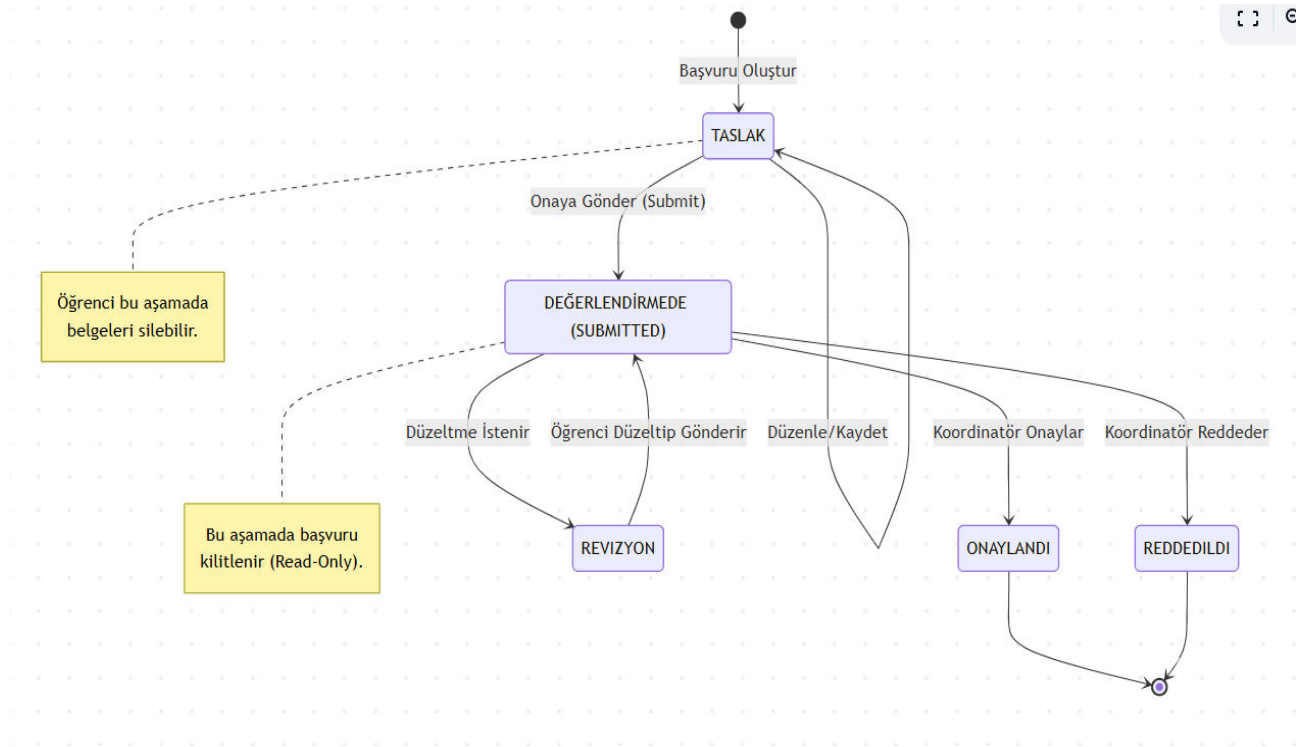 Başvuru Oluştur
TASLAK
Onaya Gönder (Submit)
Öğrenci bu aşamada
belgeleri silebilir.
DEĞERLENDİRMEDE
(SUBMITTED)
Düzeltme İstenir
Öğrenci Düzeltip Gönderir
Düzenle/Kaydet
Koordinatör Onaylar
Koordinatör Reddeder
Bu aşamada başvuru
kilitlenir (Read-Only).
REVIZYON
ONAYLANDI
REDDEDILDI